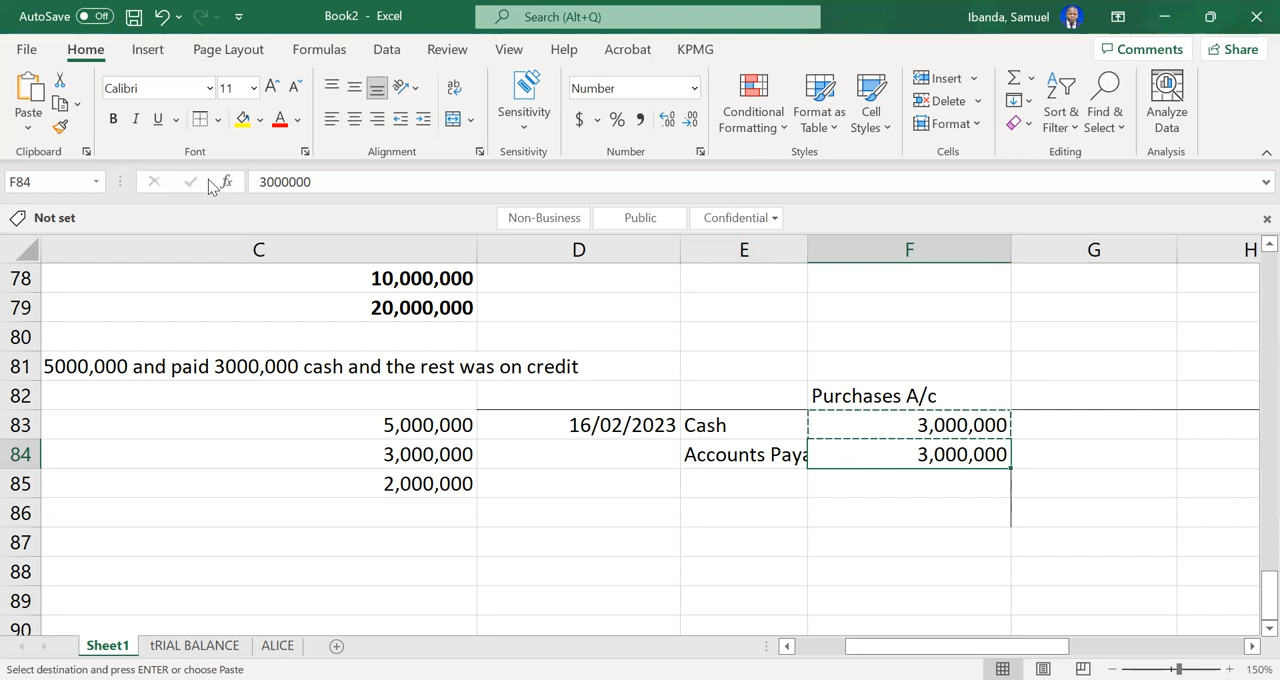 AutoSave Off Book2 - Excel Search (Alt+Q) Ibanda, Samuel
File Home Insert Page Layout Formulas Data Review View Help Acrobat KPMG Comments Share
Calibri 11 Number Insert
Paste B I U Sensitivity $ % Conditional Formatting Format as Table Cell Styles Delete Format Sort & Filter Find & Select Analyze Data
Clipboard Font Alignment Sensitivity Number Styles Cells Editing Analysis
F84 fx 3000000
Not set Non-Business Public Confidential
C D E F G H
78 10,000,000
79 20,000,000
80
81 5000,000 and paid 3000,000 cash and the rest was on credit
82 Purchases A/c
83 5,000,000 16/02/2023 Cash 3,000,000
84 3,000,000 Accounts Paya 3,000,000
85 2,000,000
86
87
88
89
90
Sheet1 tRIAL BALANCE ALICE
Select destination and press ENTER or choose Paste 150%